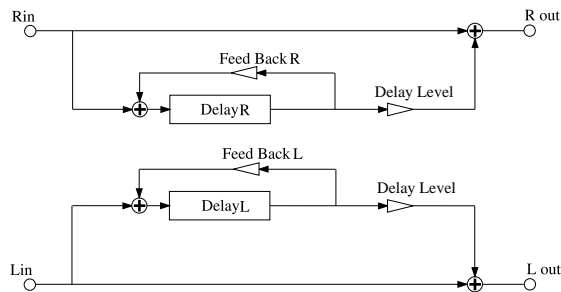 Rin
R out
Feed Back R
Delay Level
DelayR
Feed Back L
Delay Level
DelayL
Lin
L out